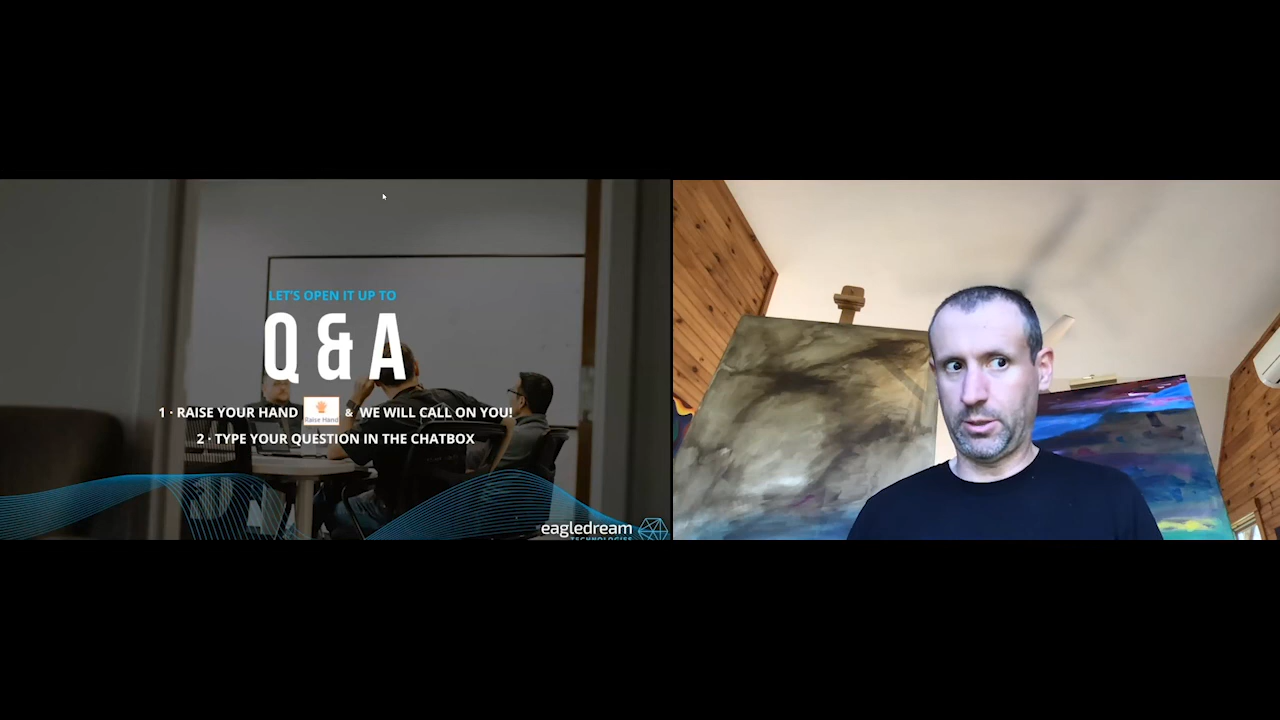 LET'S OPEN IT UP TO
Q & A
1 · RAISE YOUR HAND Raise Hand & WE WILL CALL ON YOU!
2 · TYPE YOUR QUESTION IN THE CHATBOX
eagledream
TECHNOLOGIES